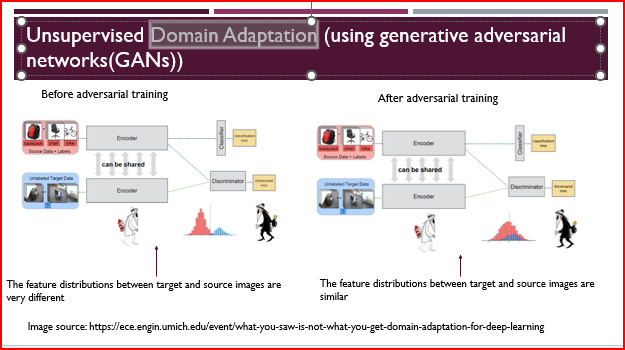 Unsupervised Domain Adaptation (using generative adversarial
networks(GANs))
Before adversarial training
After adversarial training
backpack chair bike
Source Data + Labels
Encoder
Classifier
classification
loss
can be shared
Unlabeled Target Data
?
Encoder
Discriminator
Adversarial
loss
backpack chair bike
Source Data + Labels
Encoder
Classifier
classification
loss
can be shared
Unlabeled Target Data
?
Encoder
Discriminator
Adversarial
loss
The feature distributions between target and source images are
very different
The feature distributions between target and source images are
similar
Image source: https://ece.engin.umich.edu/event/what-you-saw-is-not-what-you-get-domain-adaptation-for-deep-learning